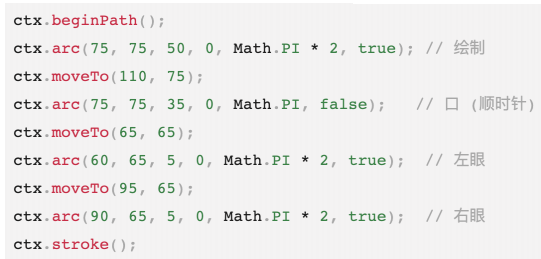 ctx.beginPath();
ctx.arc(75, 75, 50, 0, Math.PI * 2, true); // 绘制
ctx.moveTo(110, 75);
ctx.arc(75, 75, 35, 0, Math.PI, false);   // 口 (顺时针)
ctx.moveTo(65, 65);
ctx.arc(60, 65, 5, 0, Math.PI * 2, true);  // 左眼
ctx.moveTo(95, 65);
ctx.arc(90, 65, 5, 0, Math.PI * 2, true);  // 右眼
ctx.stroke();